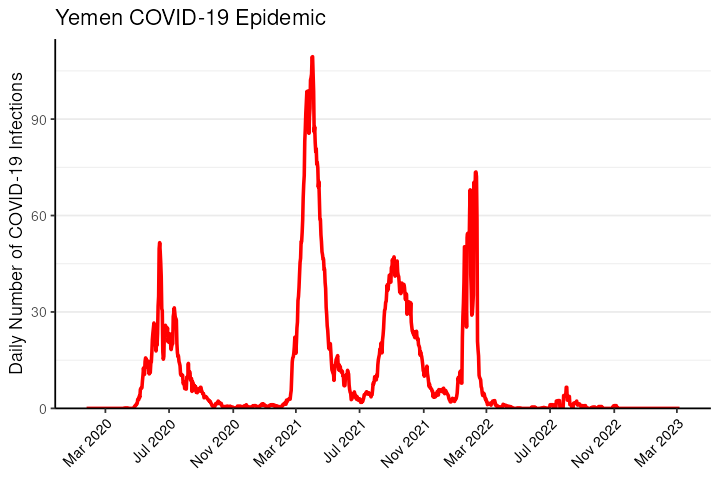 Yemen COVID-19 Epidemic
Daily Number of COVID-19 Infections
90
60
30
0
Mar 2020
Jul 2020
Nov 2020
Mar 2021
Jul 2021
Nov 2021
Mar 2022
Jul 2022
Nov 2022
Mar 2023